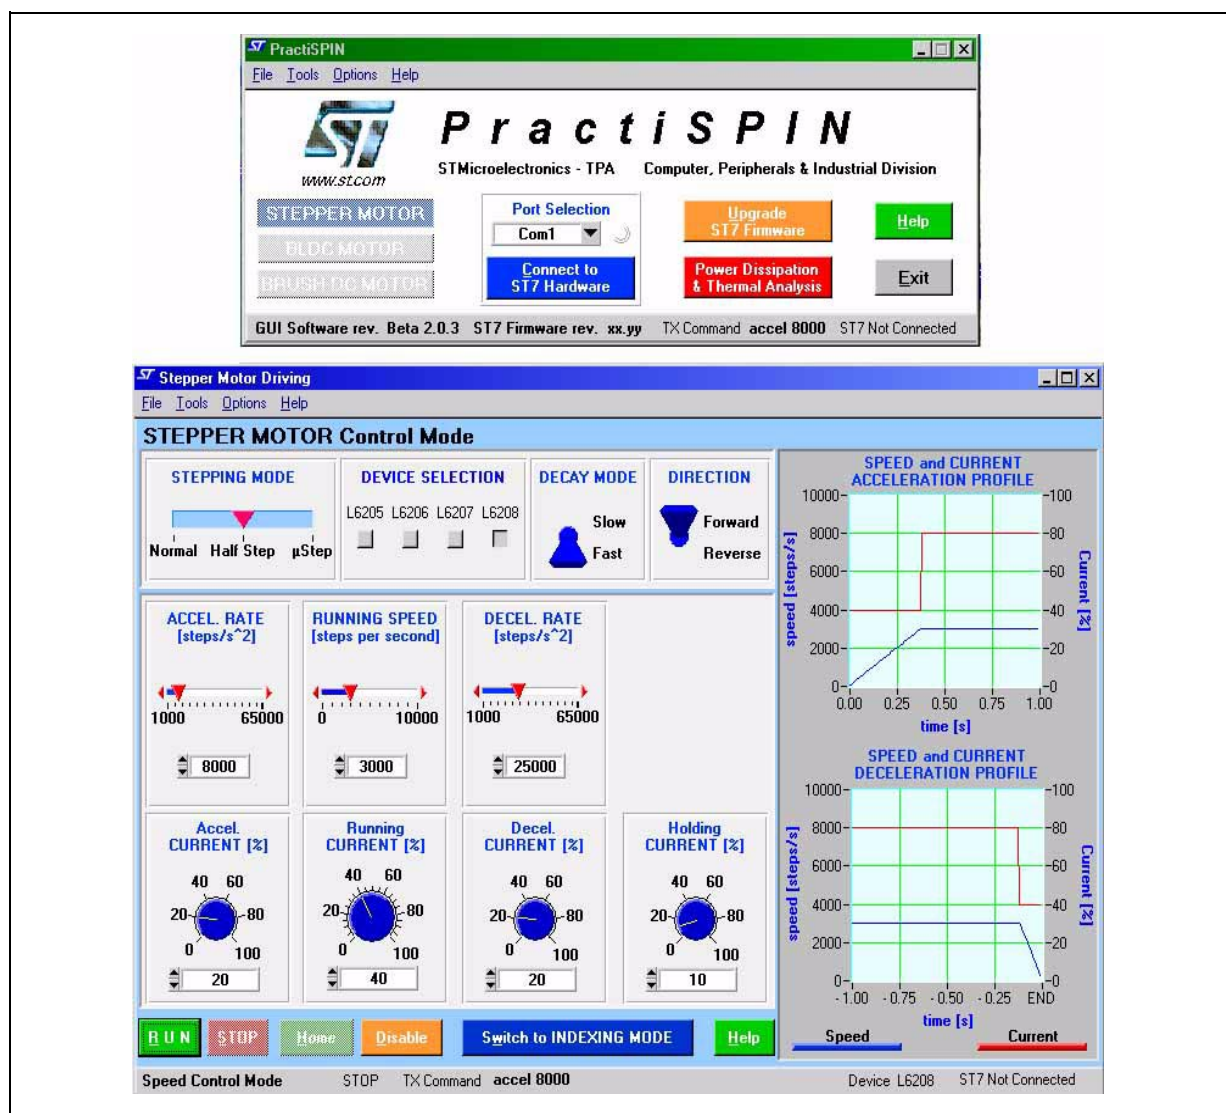 PractiSPIN
File Tools Options Help
ST
www.st.com
PractiSPIN
STMicroelectronics - TPA Computer, Peripherals & Industrial Division
STEPPER MOTOR
BLDC MOTOR
BRUSH DC MOTOR
Port Selection
Com1
Connect to
ST7 Hardware
Upgrade
ST7 Firmware
Power Dissipation
& Thermal Analysis
Help
Exit
GUI Software rev. Beta 2.0.3 ST7 Firmware rev. xx.yy TX Command accel 8000 ST7 Not Connected
Stepper Motor Driving
File Tools Options Help
STEPPER MOTOR Control Mode
STEPPING MODE
Normal Half Step µStep
DEVICE SELECTION
L6205 L6206 L6207 L6208
DECAY MODE
Slow
Fast
DIRECTION
Forward
Reverse
ACCEL. RATE
[steps/s^2]
1000 65000
8000
RUNNING SPEED
[steps per second]
0 10000
3000
DECEL. RATE
[steps/s^2]
1000 65000
25000
Accel.
CURRENT [%]
40 60
20 80
0 100
20
Running
CURRENT [%]
40 60
20 80
0 100
40
Decel.
CURRENT [%]
40 60
20 80
0 100
20
Holding
CURRENT [%]
40 60
20 80
0 100
10
SPEED and CURRENT
ACCELERATION PROFILE
speed [steps/s]
10000 100
8000 80
6000 60
4000 40
2000 20
0 0
Current [%]
0.00 0.25 0.50 0.75 1.00
time [s]
SPEED and CURRENT
DECELERATION PROFILE
speed [steps/s]
10000 100
8000 80
6000 60
4000 40
2000 20
0 0
Current [%]
-1.00 -0.75 -0.50 -0.25 END
time [s]
Speed Current
RUN STOP Home Disable Switch to INDEXING MODE Help
Speed Control Mode STOP TX Command accel 8000 Device L6208 ST7 Not Connected